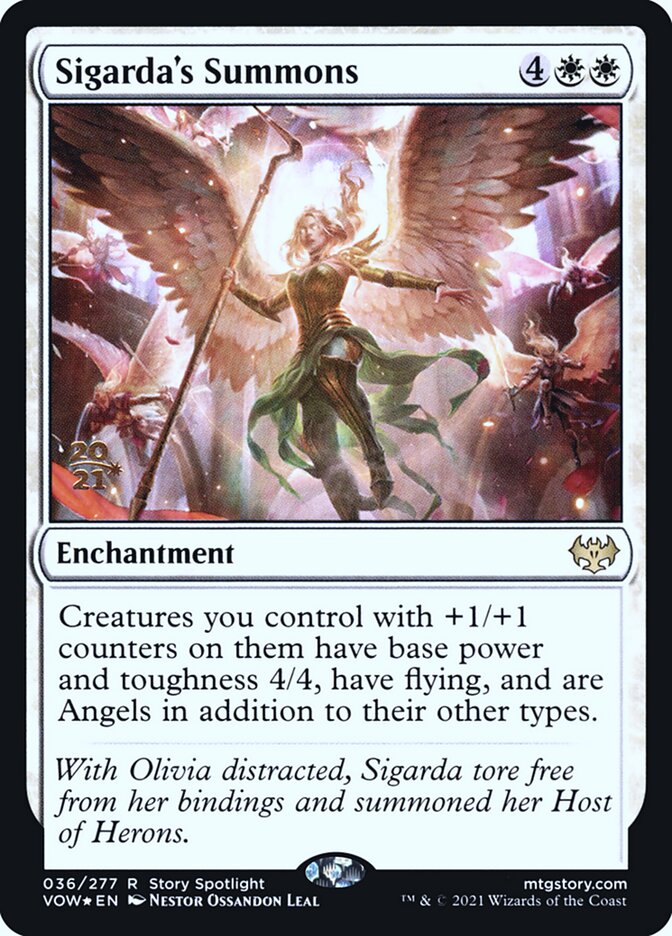 Sigarda's Summons 4
20
21
Enchantment
Creatures you control with +1/+1
counters on them have base power
and toughness 4/4, have flying, and are
Angels in addition to their other types.
With Olivia distracted, Sigarda tore free
from her bindings and summoned her Host
of Herons.
036/277 R Story Spotlight mtgstory.com
VOW★EN Nestor Ossandon Leal ™ & © 2021 Wizards of the Coast